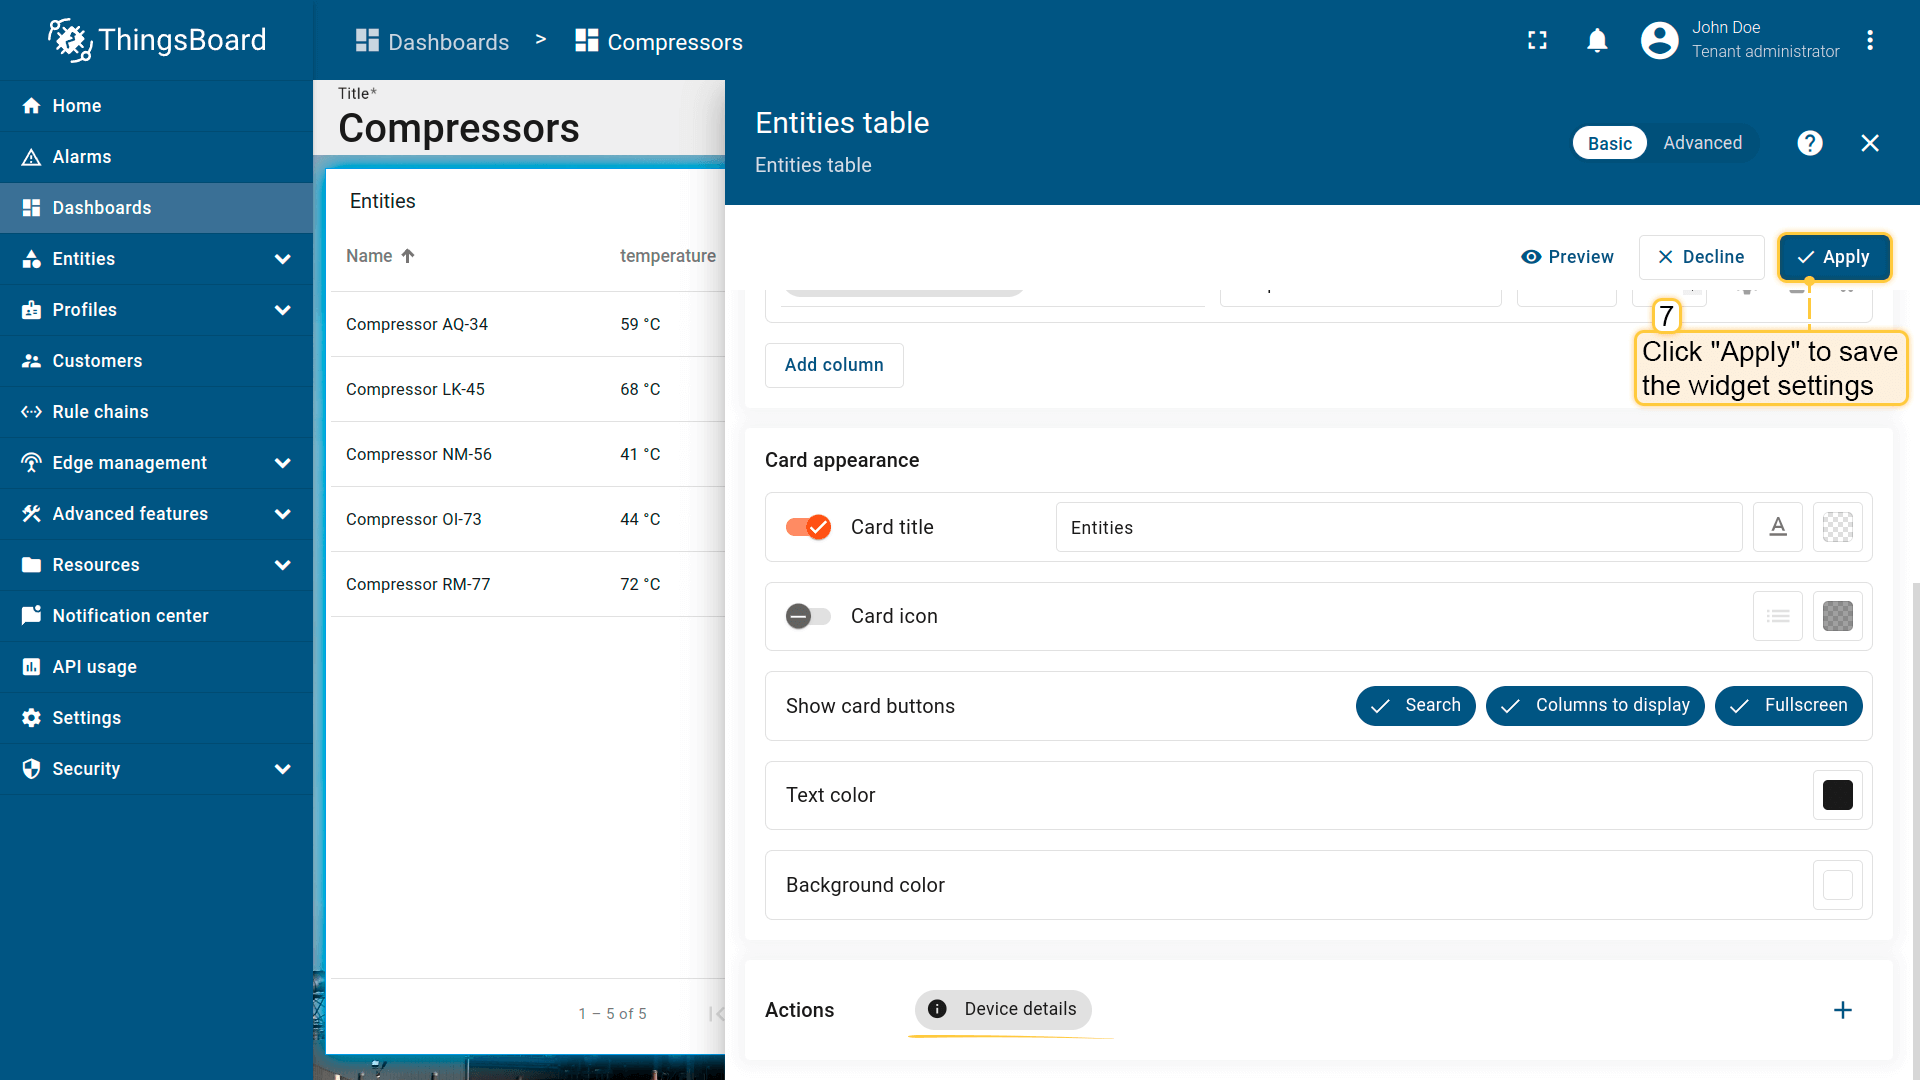 ThingsBoard
Dashboards > Compressors
John Doe
Tenant administrator
Home
Alarms
Dashboards
Entities
Profiles
Customers
Rule chains
Edge management
Advanced features
Resources
Notification center
API usage
Settings
Security
Title*
Compressors
Entities
Name temperature
Compressor AQ-34 59 °C
Compressor LK-45 68 °C
Compressor NM-56 41 °C
Compressor OI-73 44 °C
Compressor RM-77 72 °C
1 – 5 of 5
Entities table
Entities table
Basic Advanced
Preview Decline Apply
7
Click "Apply" to save
the widget settings
Add column
Card appearance
Card title Entities
Card icon
Show card buttons Search Columns to display Fullscreen
Text color
Background color
Actions Device details